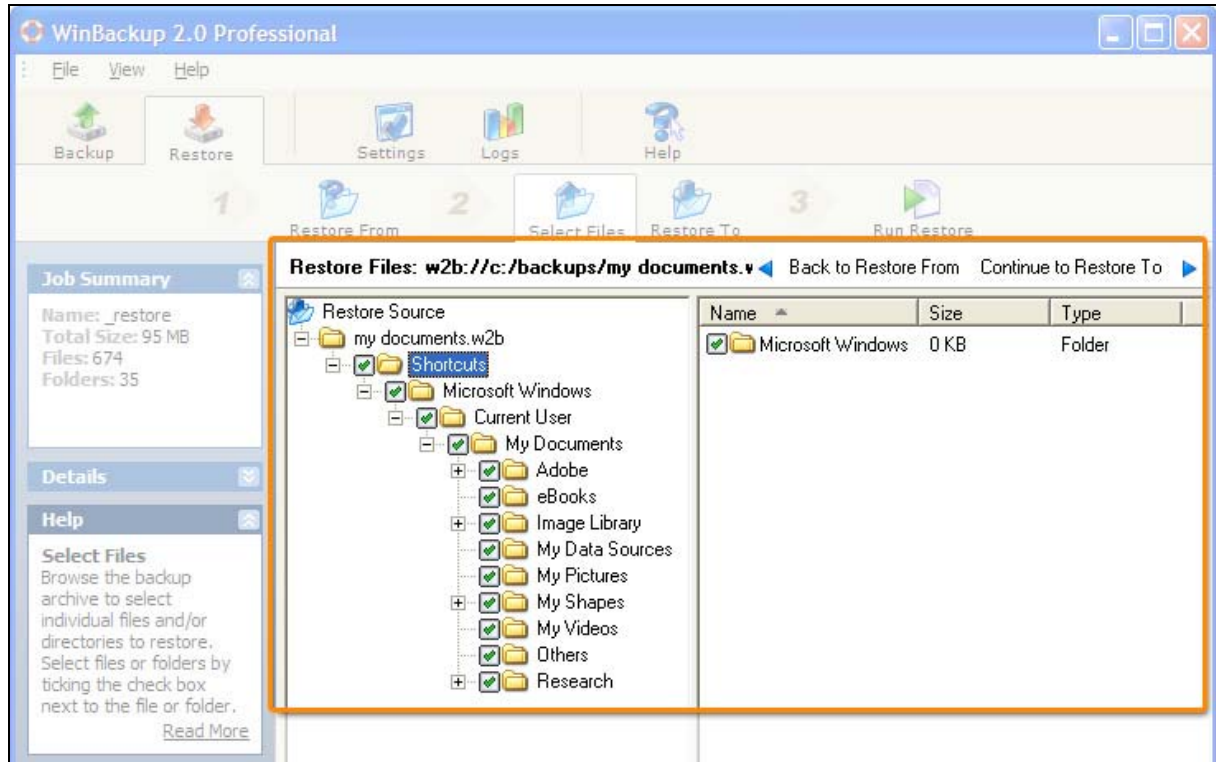 WinBackup 2.0 Professional
File View Help
Backup Restore Settings Logs Help
1 Restore From 2 Select Files Restore To 3 Run Restore
Job Summary
Name: _restore
Total Size: 95 MB
Files: 674
Folders: 35
Details
Help
Select Files
Browse the backup
archive to select
individual files and/or
directories to restore.
Select files or folders by
ticking the check box
next to the file or folder.
Read More
Restore Files: w2b://c:/backups/my documents.v Back to Restore From Continue to Restore To
Restore Source
my documents.w2b
Shortcuts
Microsoft Windows
Current User
My Documents
Adobe
eBooks
Image Library
My Data Sources
My Pictures
My Shapes
My Videos
Others
Research
Name Size Type
Microsoft Windows 0 KB Folder